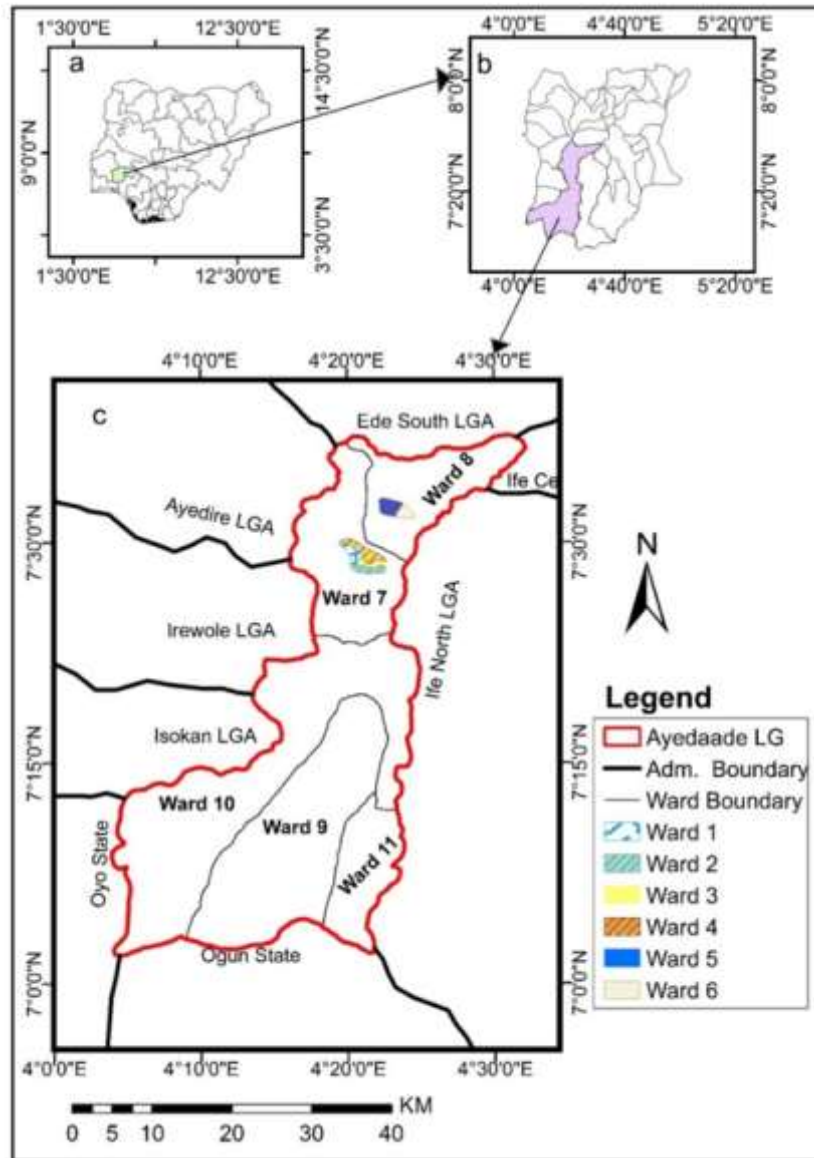 1°30'0"E 12°30'0"E
a
14°30'0"N
9°0'0"N
3°30'0"N
1°30'0"E 12°30'0"E
4°0'0"E 4°40'0"E 5°20'0"E
b
8°0'0"N 8°0'0"N
7°20'0"N 7°20'0"N
4°0'0"E 4°40'0"E 5°20'0"E
4°10'0"E 4°20'0"E 4°30'0"E
c
Ede South LGA
Ward 8
Ife Ce
Ayedire LGA
7°30'0"N 7°30'0"N
Ward 7
Irewole LGA
Ife North LGA
Isokan LGA
7°15'0"N 7°15'0"N
Ward 10
Ward 9
Ward 11
Oyo State
Ogun State
7°0'0"N 7°0'0"N
4°0'0"E 4°10'0"E 4°20'0"E 4°30'0"E
N
Legend
Ayedaade LG
Adm. Boundary
Ward Boundary
Ward 1
Ward 2
Ward 3
Ward 4
Ward 5
Ward 6
KM
0 5 10 20 30 40